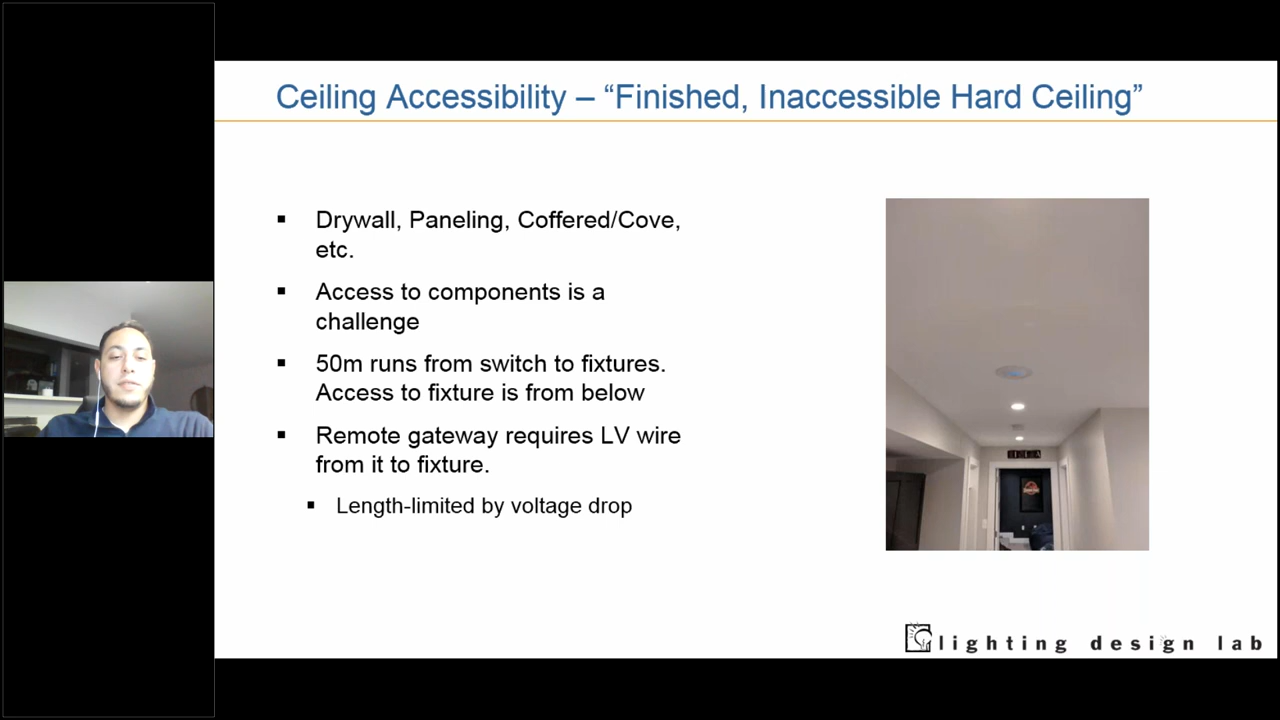 Ceiling Accessibility – “Finished, Inaccessible Hard Ceiling”
Drywall, Paneling, Coffered/Cove,
etc.
Access to components is a
challenge
50m runs from switch to fixtures.
Access to fixture is from below
Remote gateway requires LV wire
from it to fixture.
Length-limited by voltage drop
lighting design lab